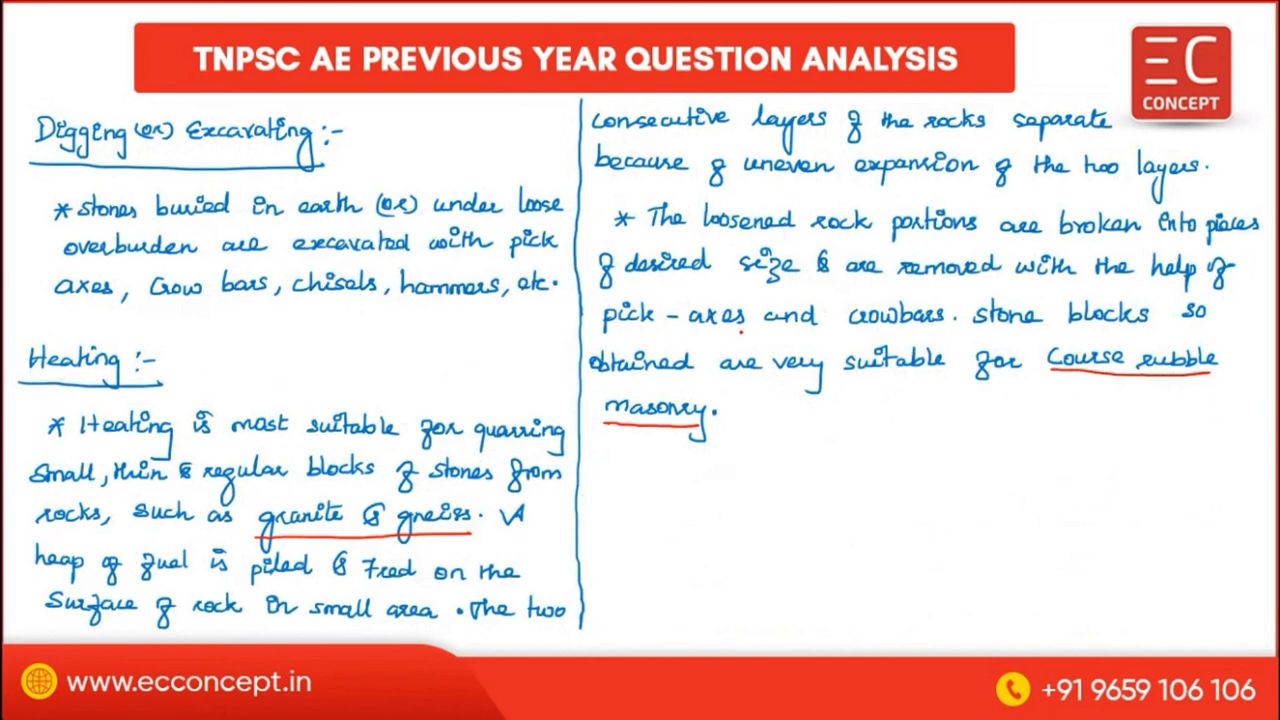 TNPSC AE PREVIOUS YEAR QUESTION ANALYSIS
EC
CONCEPT
Digging (or) Excavating :-
* Stones buried in earth (or) under loose
overburden are excavated with pick
axes, Crow bars, chisels, hammers, etc.
Heating :-
* Heating is most suitable for quarring
small, thin & regular blocks of stones from
rocks, such as granite & gneiss. A
heap of fual is piled & Fred on the
Surface of rock in small area. The two
consecutive layers of the rocks separate
because of uneven expansion of the two layers.
* The loosened rock portions are broken into pieces
of desired size & are removed with the help of
pick - axes and crowbars. Stone blocks so
obtained are very suitable for Course rubble
masonry.
www.ecconcept.in
+91 9659 106 106